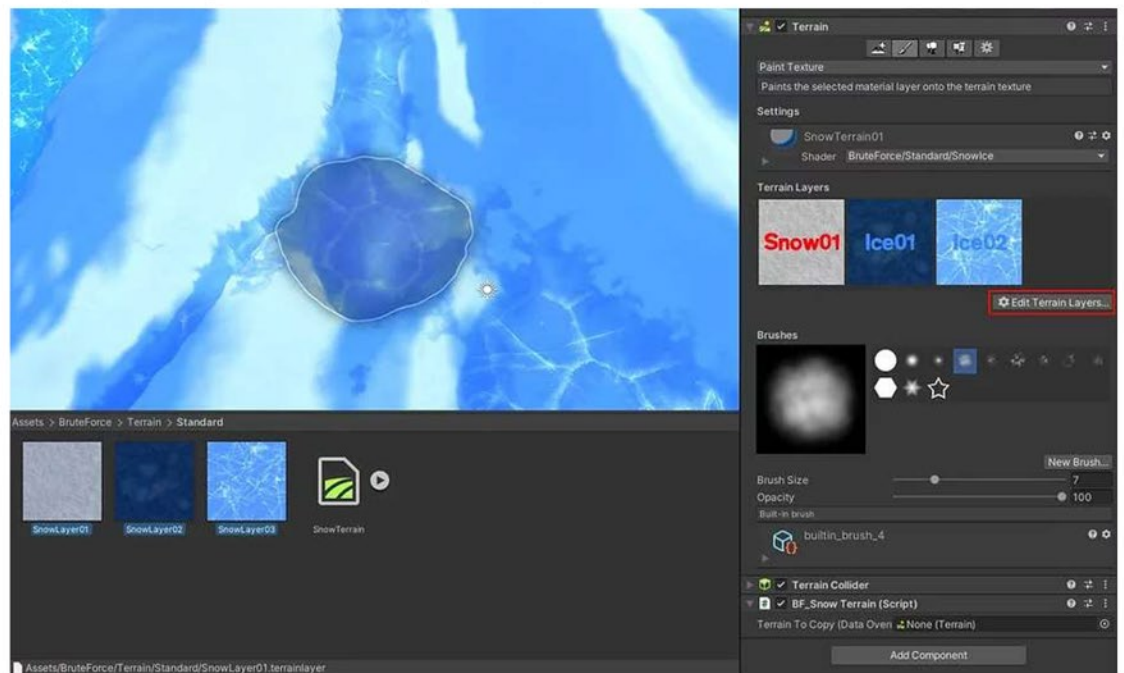 Terrain
Paint Texture
Paints the selected material layer onto the terrain texture
Settings
SnowTerrain01
Shader BruteForce/Standard/SnowIce
Terrain Layers
Snow01 Ice01 Ice02
Edit Terrain Layers...
Brushes
New Brush...
Brush Size 7
Opacity 100
Built-in brush
builtin_brush_4
Terrain Collider
BF_Snow Terrain (Script)
Terrain To Copy (Data Oven None (Terrain)
Add Component
Assets > BruteForce > Terrain > Standard
SnowLayer01 SnowLayer02 SnowLayer03 SnowTerrain
Assets/BruteForce/Terrain/Standard/SnowLayer01.terrainlayer